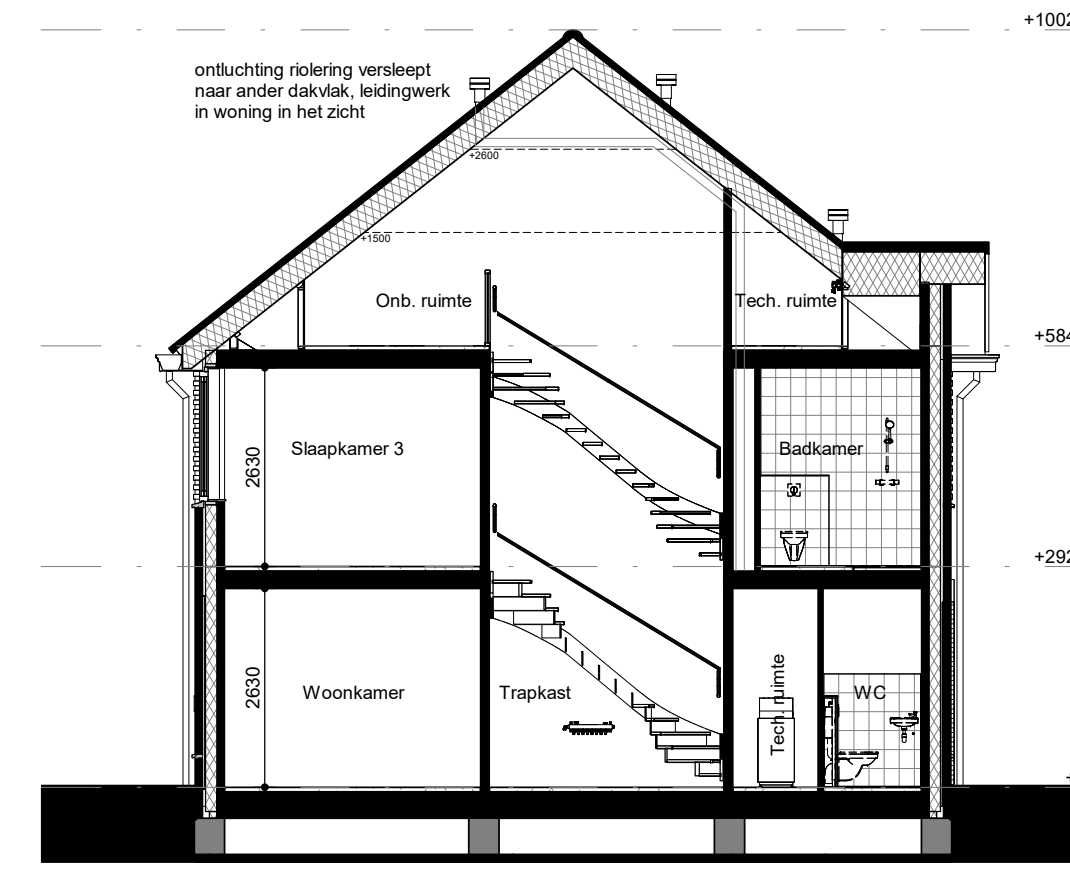 +1002
ontluchting riolering versleept
naar ander dakvlak, leidingwerk
in woning in het zicht
+2600
+1500
Onb. ruimte
Tech. ruimte
+584
Slaapkamer 3
2630
Badkamer
+292
Woonkamer
2630
Trapkast
Tech. ruimte
WC